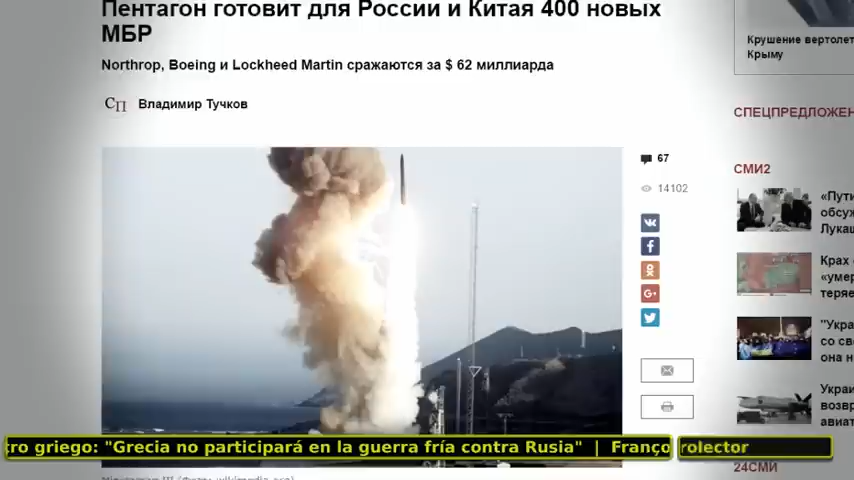 Пентагон готовит для России и Китая 400 новых
МБР
Northrop, Boeing и Lockheed Martin сражаются за $ 62 миллиарда
СП Владимир Тучков
67
14102
Крушение вертолет
Крыму
СПЕЦПРЕДЛОЖЕН
СМИ2
«Пути
обсуж
Лукаш
Крах
«умер
теряе
"Укра
со св
она н
Украи
возвр
авиат
24СМИ
tro griego: "Grecia no participará en la guerra fría contra Rusia" | Franço
rolector